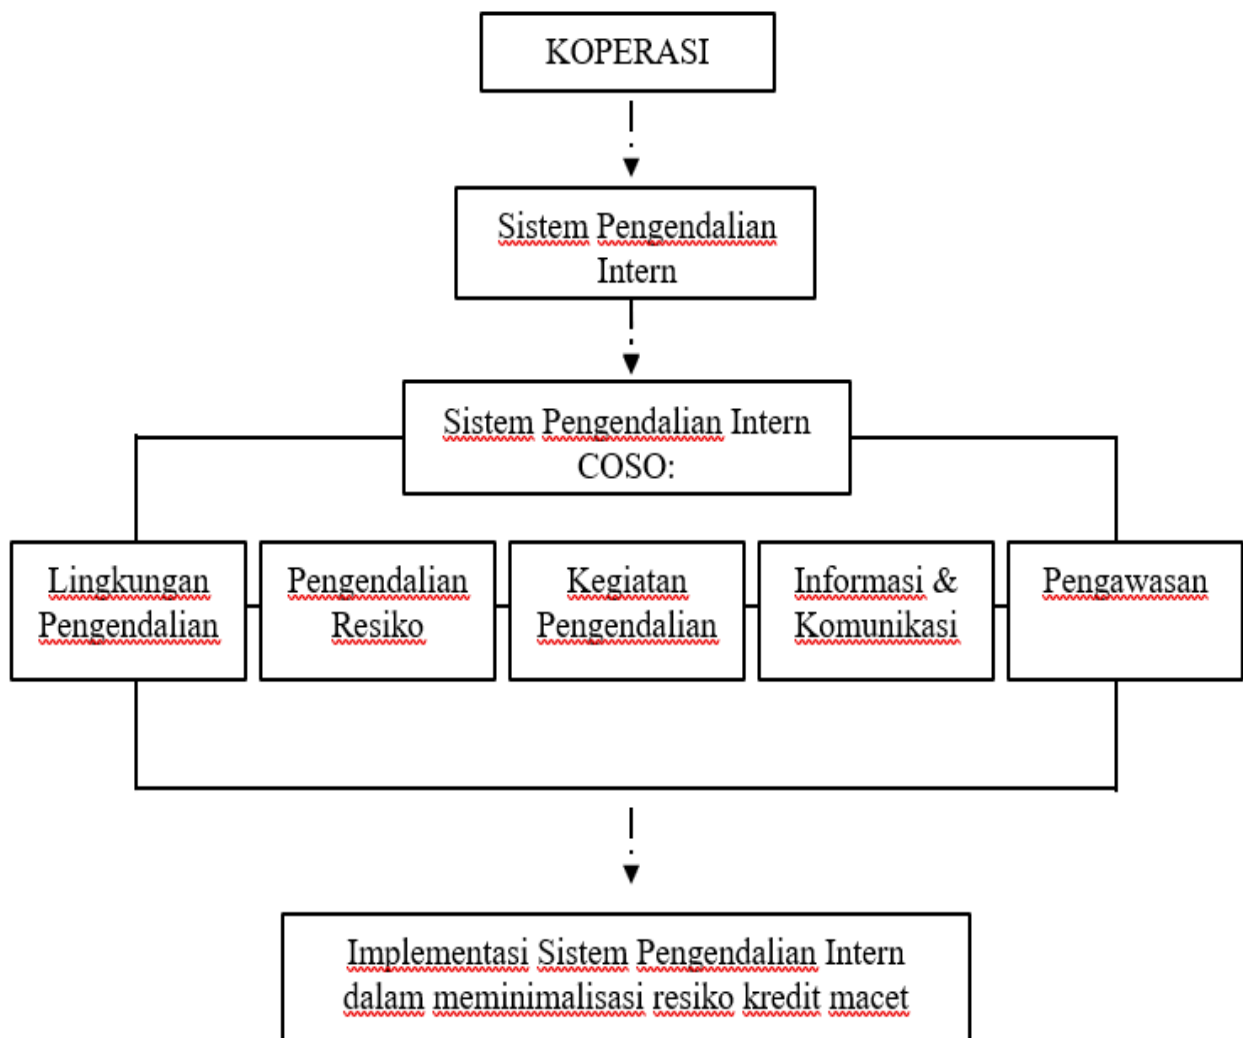 KOPERASI
Sistem Pengendalian
Intern
Sistem Pengendalian Intern
COSO:
Lingkungan
Pengendalian
Pengendalian
Resiko
Kegiatan
Pengendalian
Informasi &
Komunikasi
Pengawasan
Implementasi Sistem Pengendalian Intern
dalam meminimalisasi resiko kredit macet